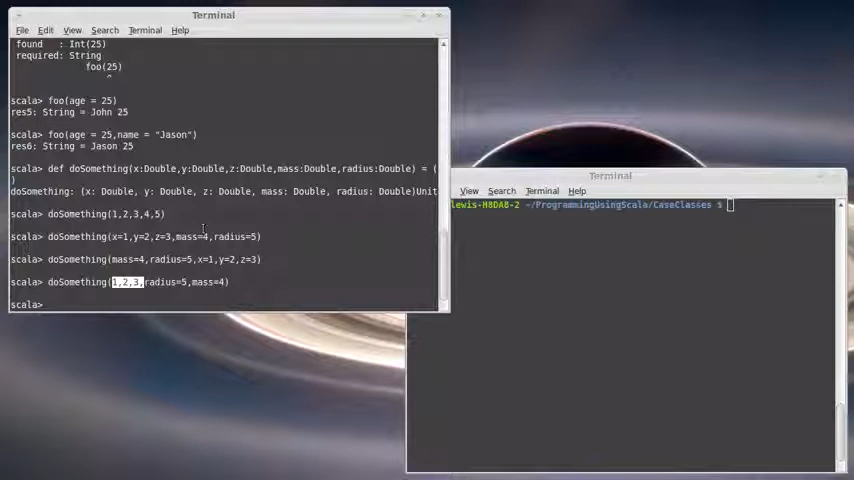 Terminal
File Edit View Search Terminal Help
found   : Int(25)
required: String
foo(25)
^
scala> foo(age = 25)
res5: String = John 25
scala> foo(age = 25,name = "Jason")
res6: String = Jason 25
scala> def doSomething(x:Double,y:Double,z:Double,mass:Double,radius:Double) = (
)
doSomething: (x: Double, y: Double, z: Double, mass: Double, radius: Double)Unit
scala> doSomething(1,2,3,4,5)
scala> doSomething(x=1,y=2,z=3,mass=4,radius=5)
scala> doSomething(mass=4,radius=5,x=1,y=2,z=3)
scala> doSomething(1,2,3,radius=5,mass=4)
scala>
Terminal
View Search Terminal Help
lewis-H8DA8-2 ~/ProgrammingUsingScala/CaseClasses $